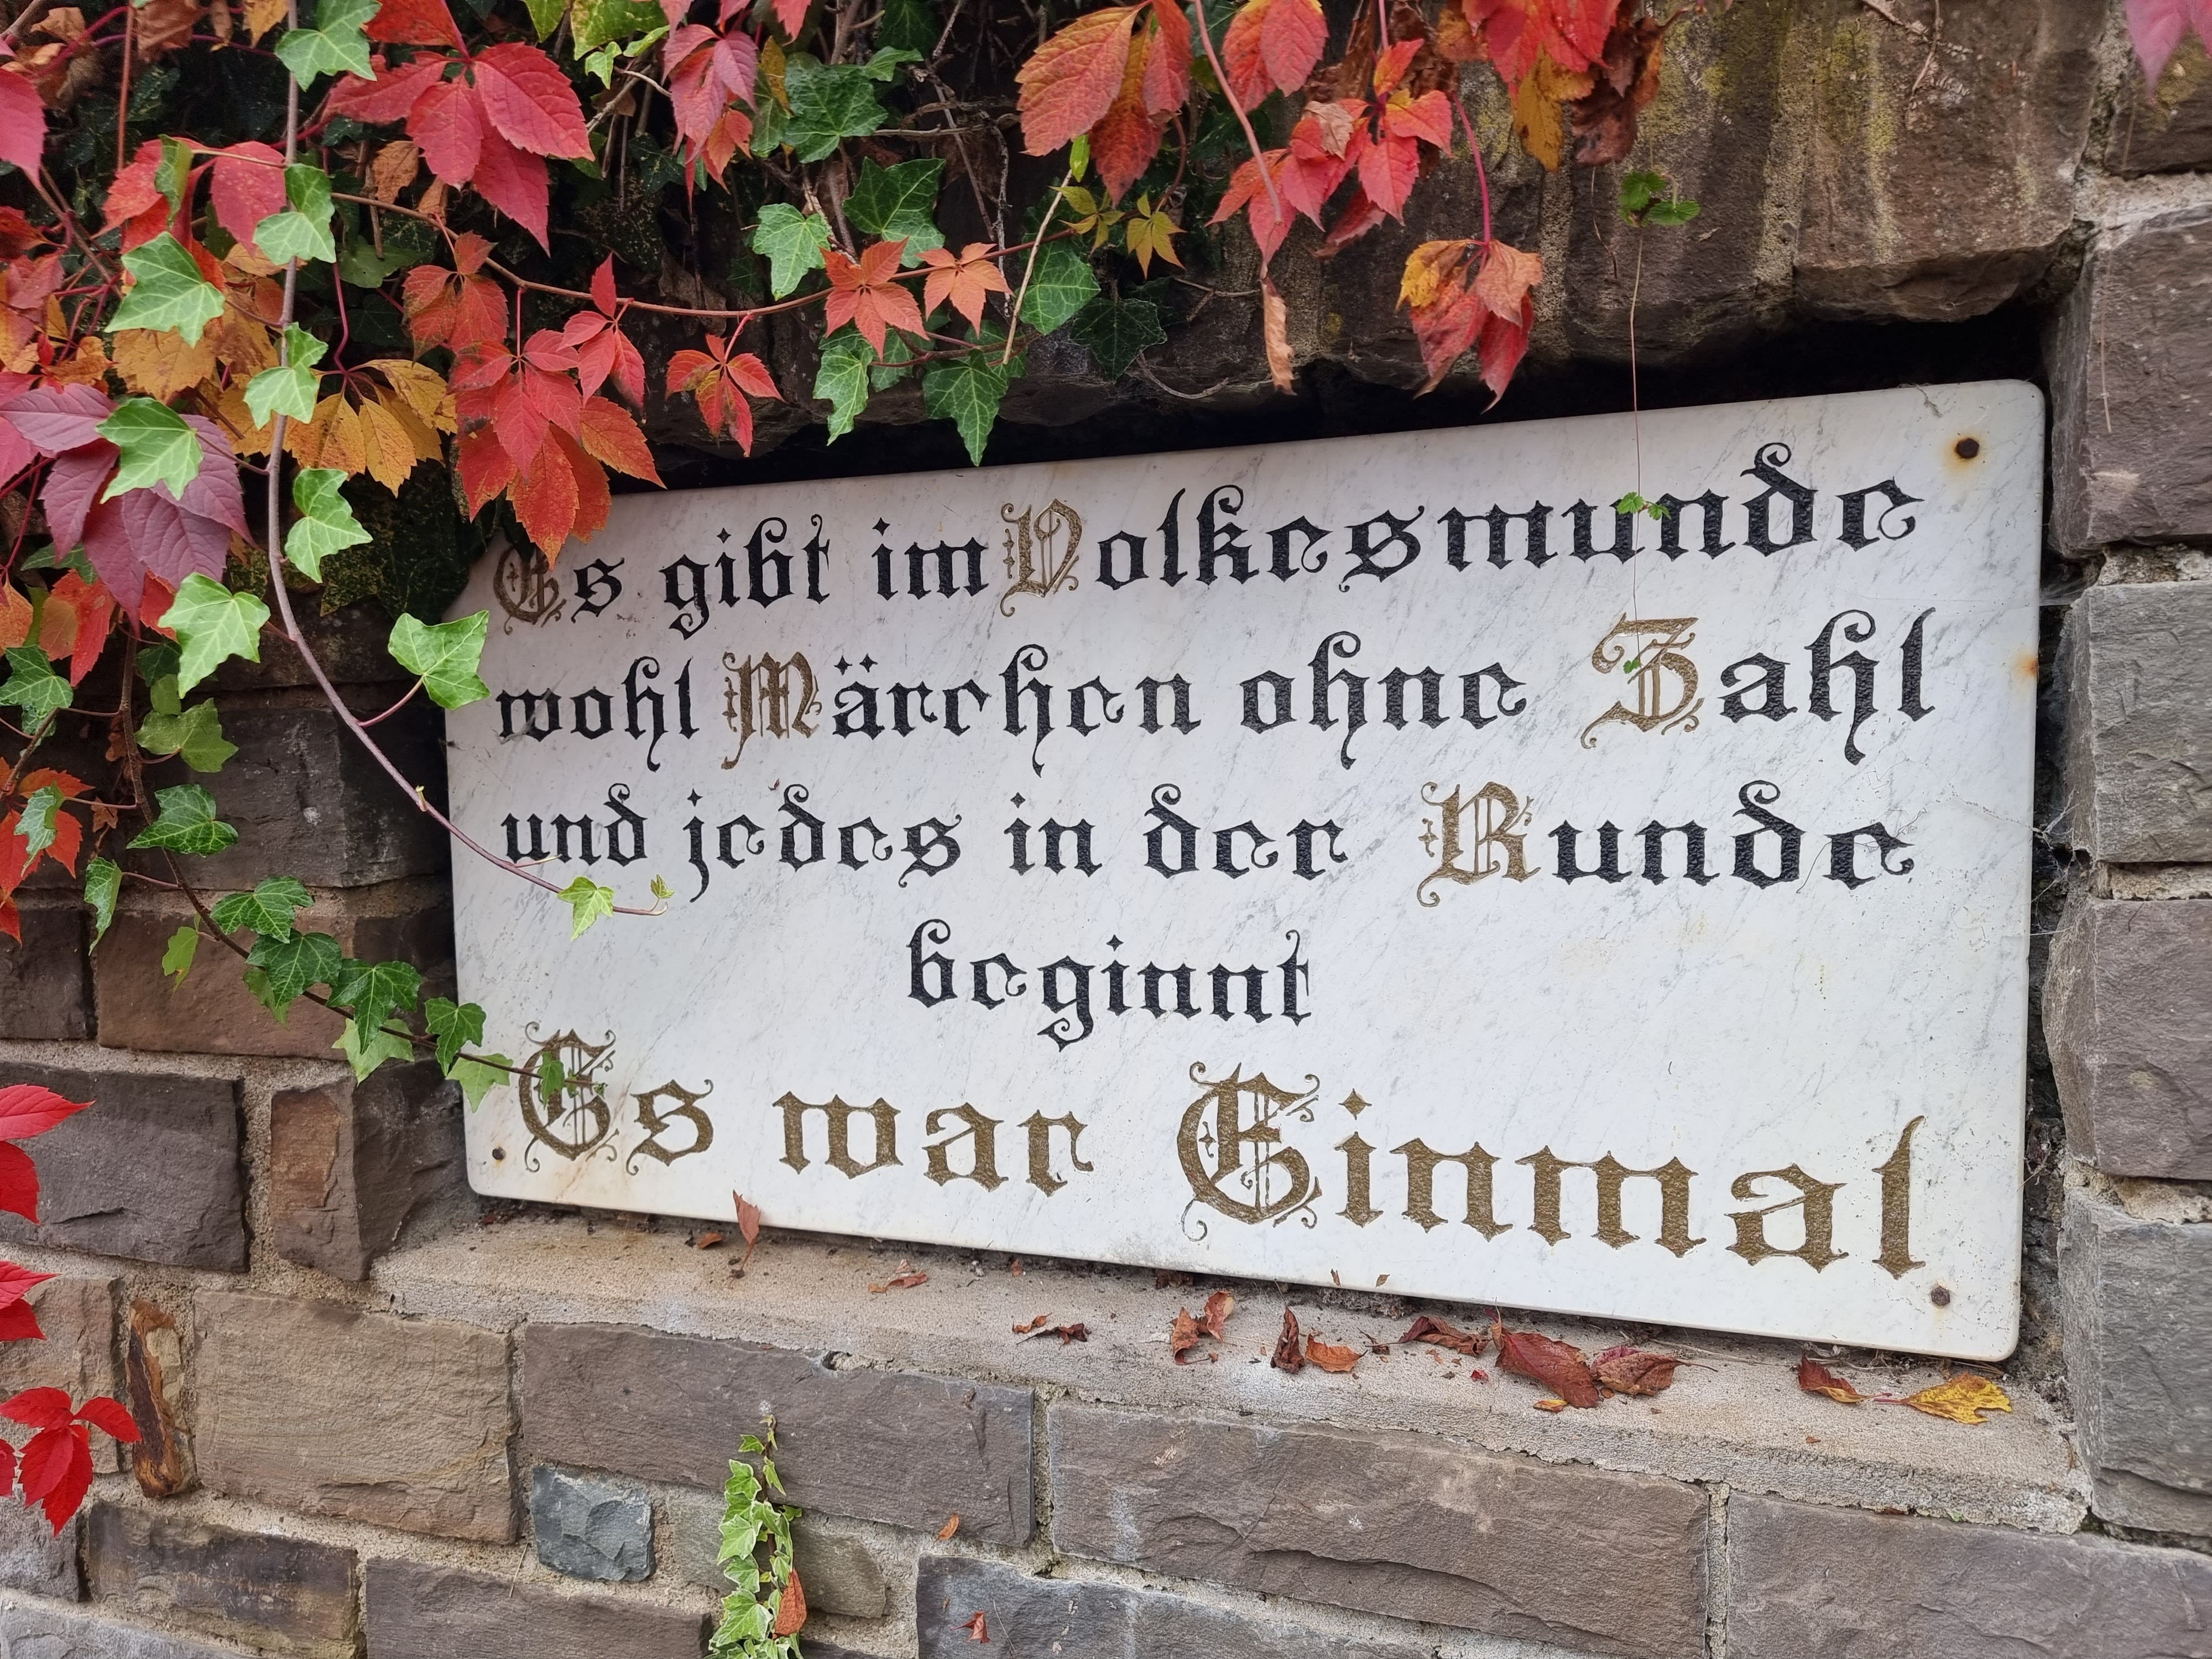 Es gibt im Volkesmunde
wohl Märchen ohne Zahl
und jedes in der Runde
beginnt
Es war Einmal